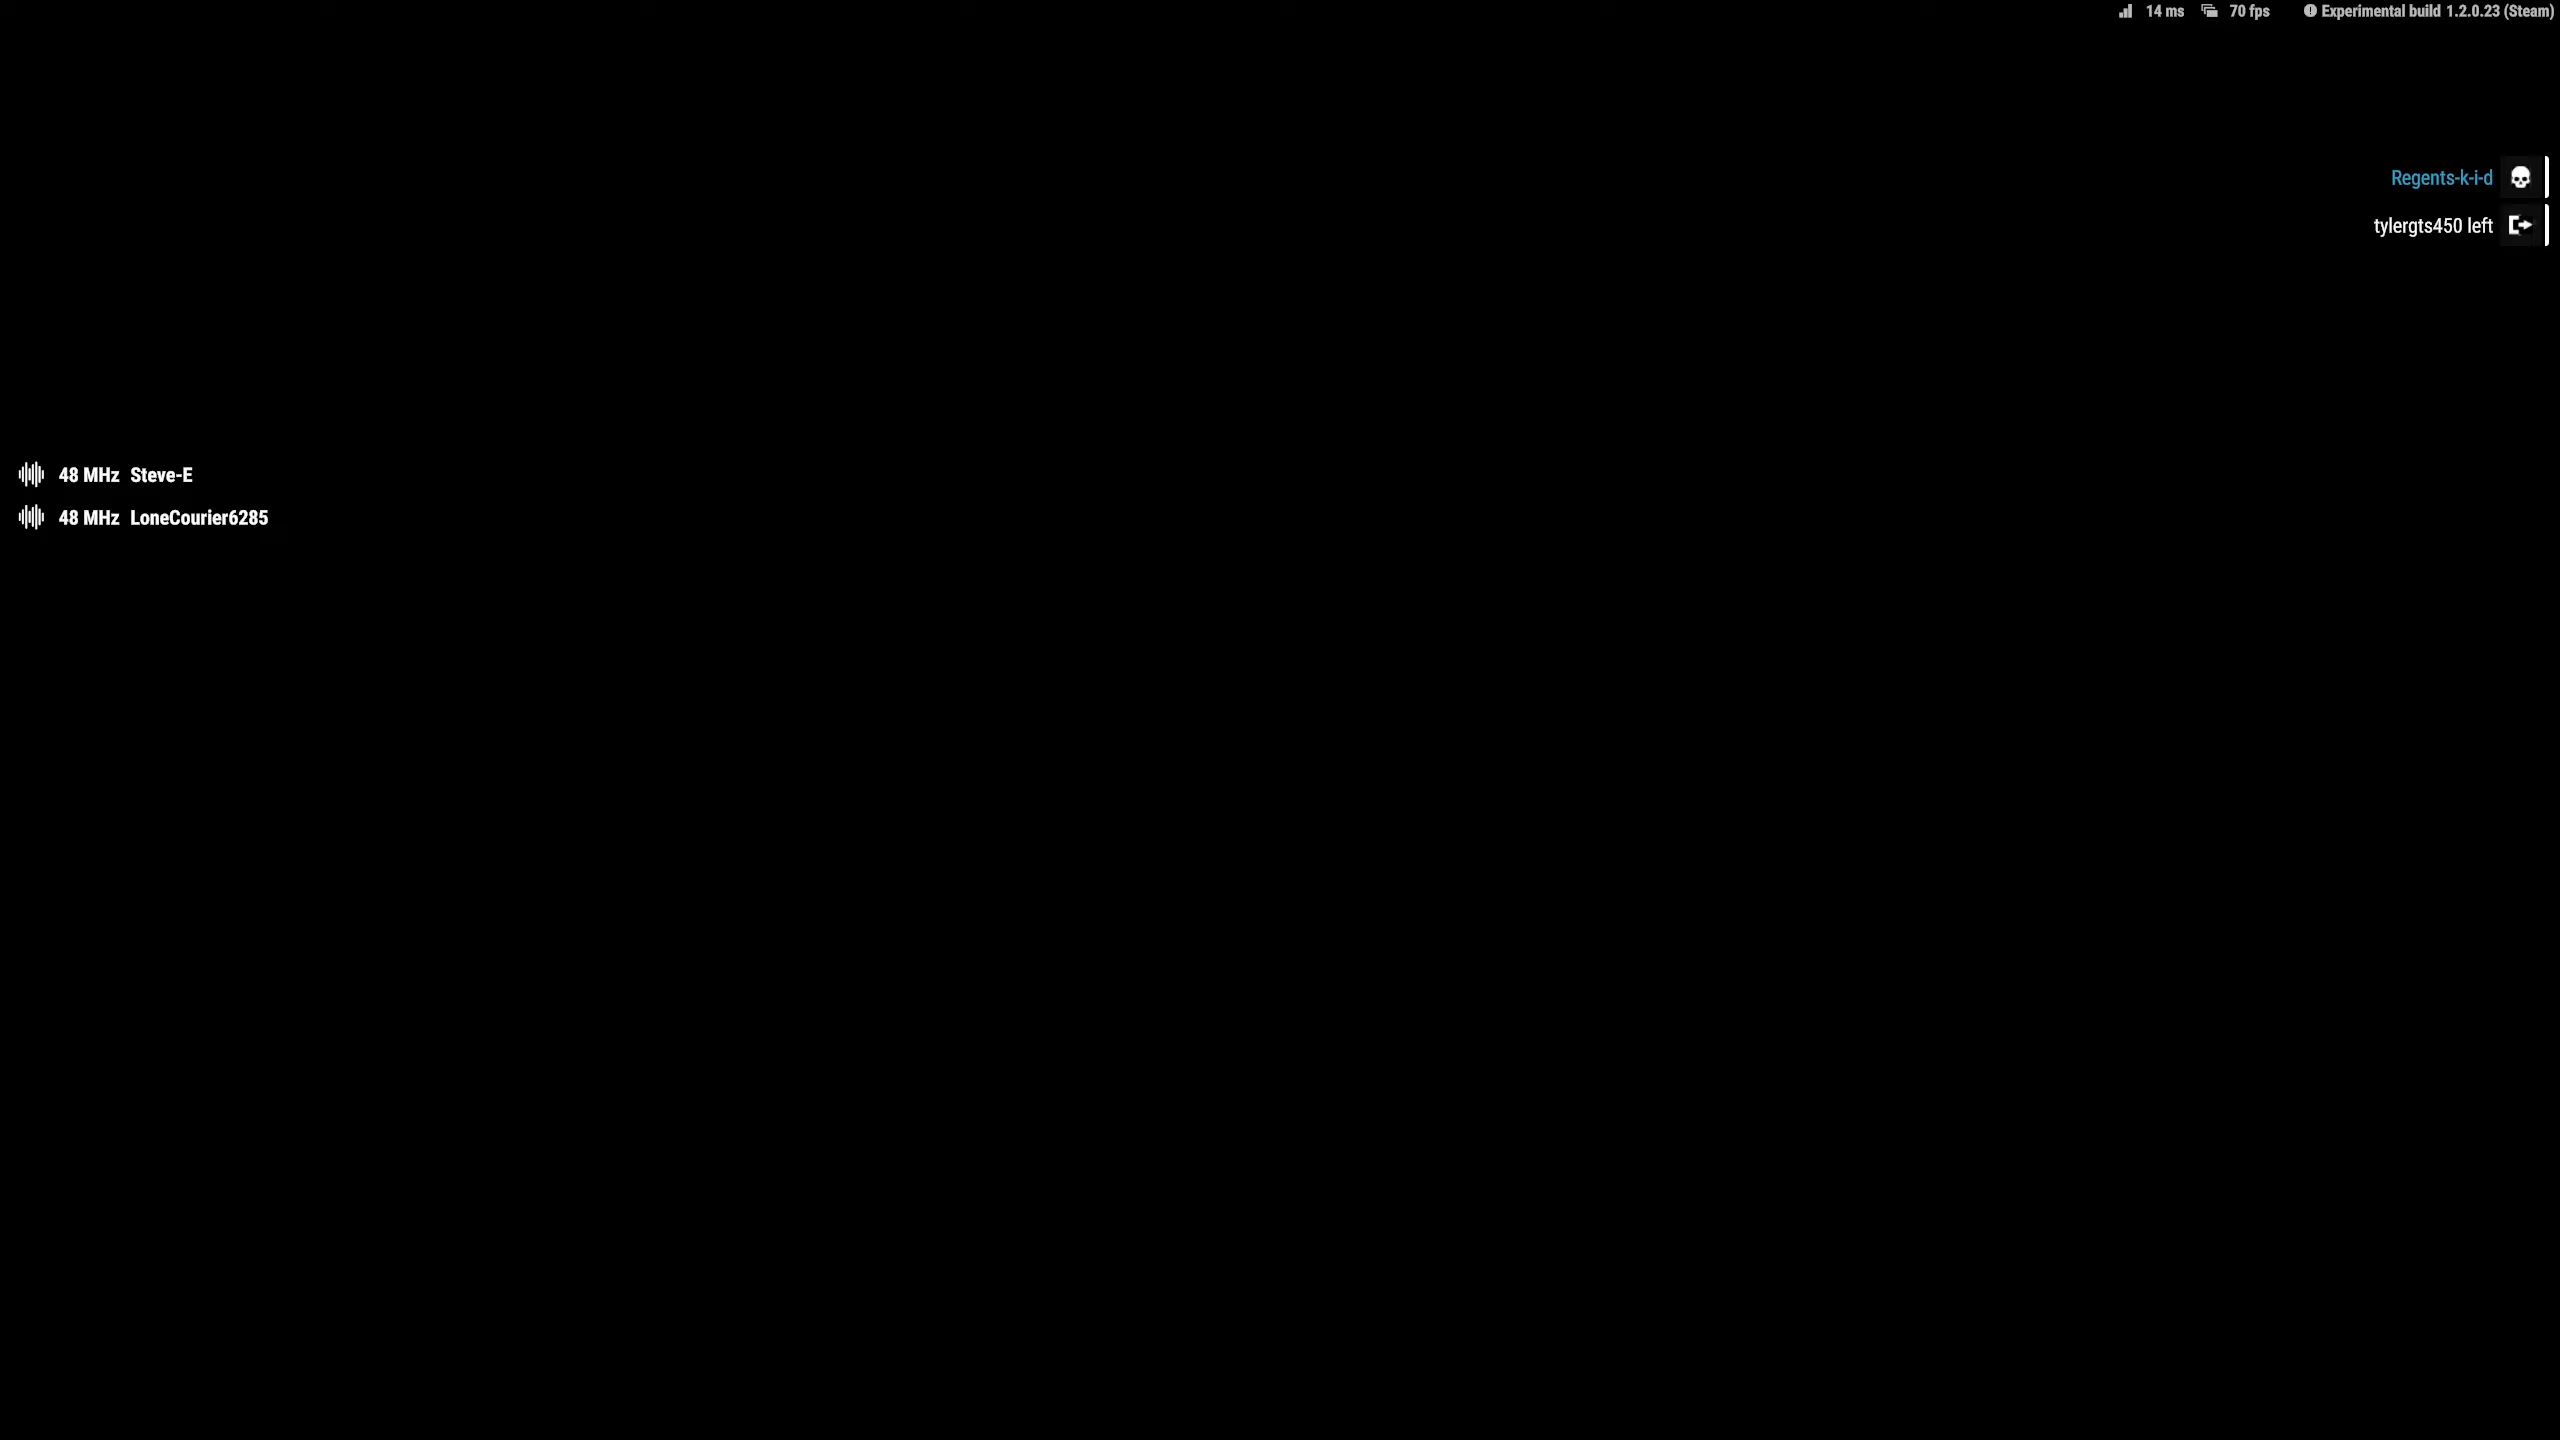 14 ms 70 fps Experimental build 1.2.0.23 (Steam)
Regents-k-i-d
tylergts450 left
48 MHz Steve-E
48 MHz LoneCourier6285